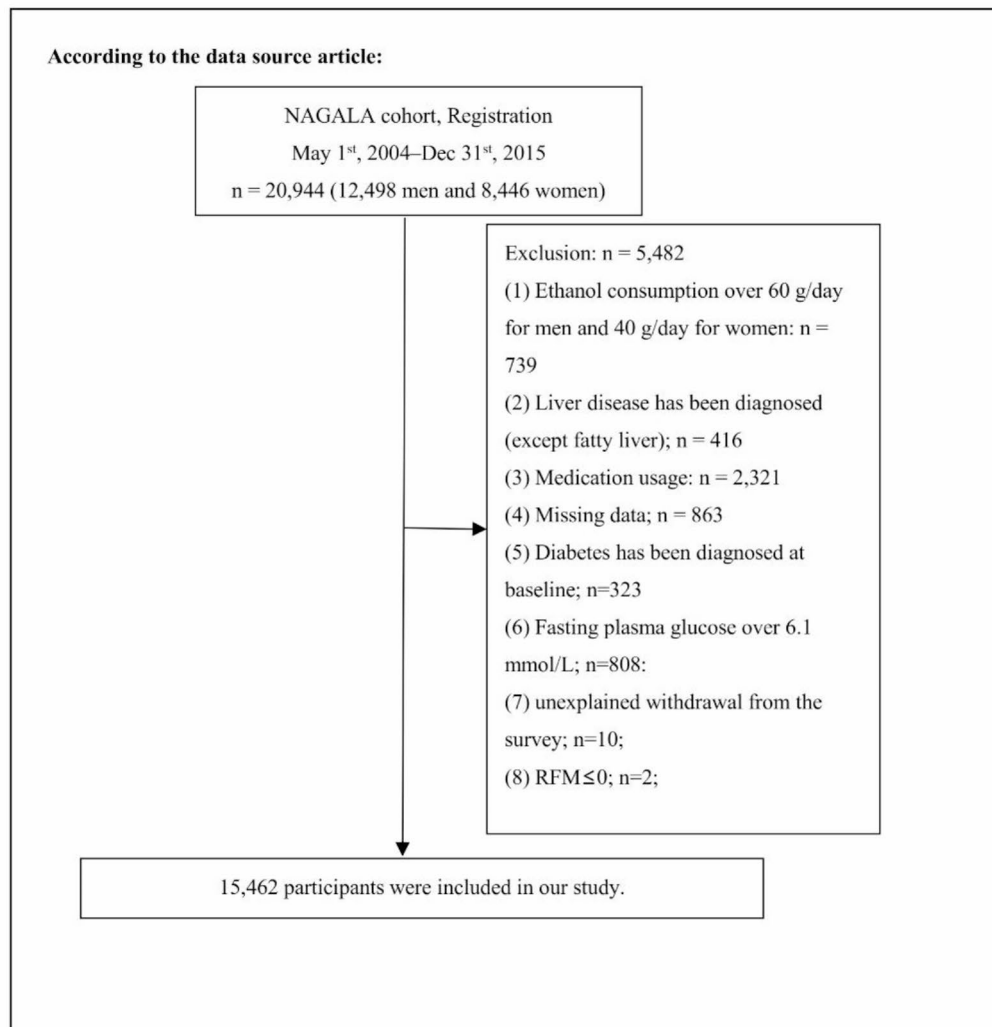 According to the data source article:
NAGALA cohort, Registration
May 1st, 2004–Dec 31st, 2015
n = 20,944 (12,498 men and 8,446 women)
Exclusion: n = 5,482
(1) Ethanol consumption over 60 g/day
for men and 40 g/day for women: n =
739
(2) Liver disease has been diagnosed
(except fatty liver); n = 416
(3) Medication usage: n = 2,321
(4) Missing data; n = 863
(5) Diabetes has been diagnosed at
baseline; n=323
(6) Fasting plasma glucose over 6.1
mmol/L; n=808:
(7) unexplained withdrawal from the
survey; n=10;
(8) RFM≤0; n=2;
15,462 participants were included in our study.